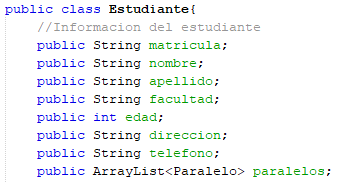 public class Estudiante{
//Informacion del estudiante
public String matricula;
public String nombre;
public String apellido;
public String facultad;
public int edad;
public String direccion;
public String telefono;
public ArrayList<Paralelo> paralelos;